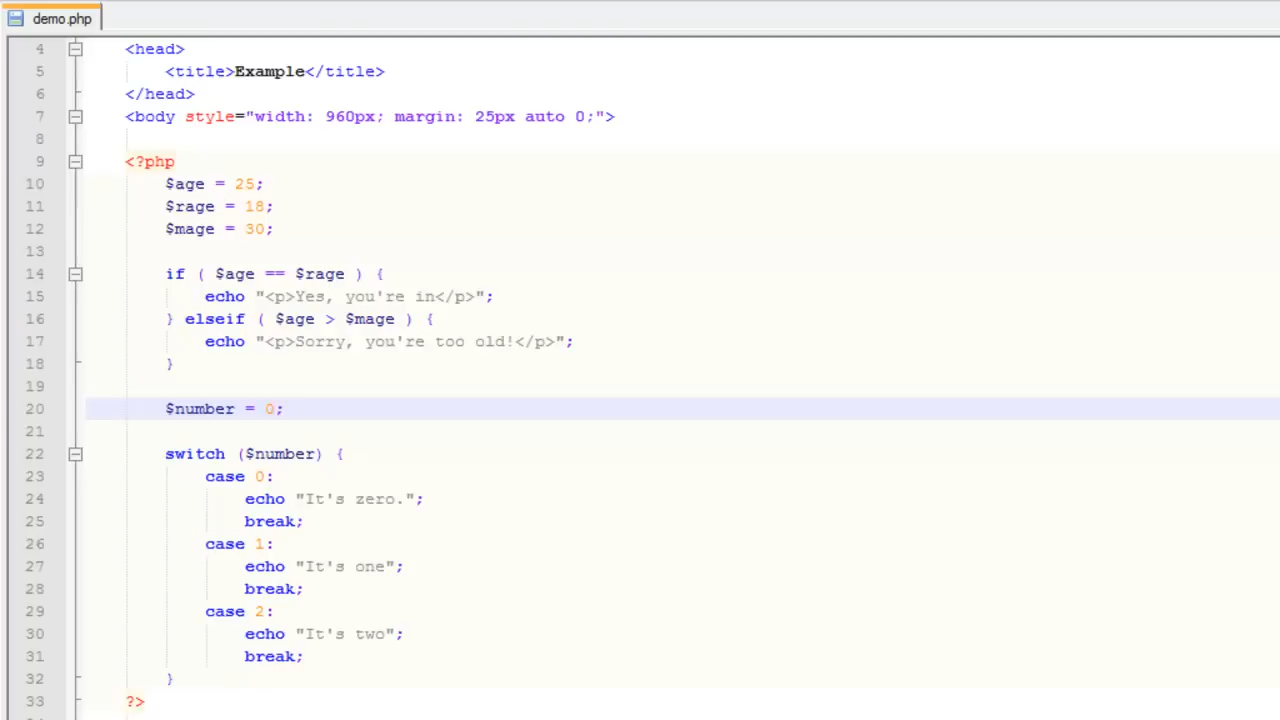 demo.php
4 <head>
5 <title>Example</title>
6 </head>
7 <body style="width: 960px; margin: 25px auto 0;">
8
9 <?php
10 $age = 25;
11 $rage = 18;
12 $mage = 30;
13
14 if ( $age == $rage ) {
15 echo "<p>Yes, you're in</p>";
16 } elseif ( $age > $mage ) {
17 echo "<p>Sorry, you're too old!</p>";
18 }
19
20 $number = 0;
21
22 switch ($number) {
23 case 0:
24 echo "It's zero.";
25 break;
26 case 1:
27 echo "It's one";
28 break;
29 case 2:
30 echo "It's two";
31 break;
32 }
33 ?>